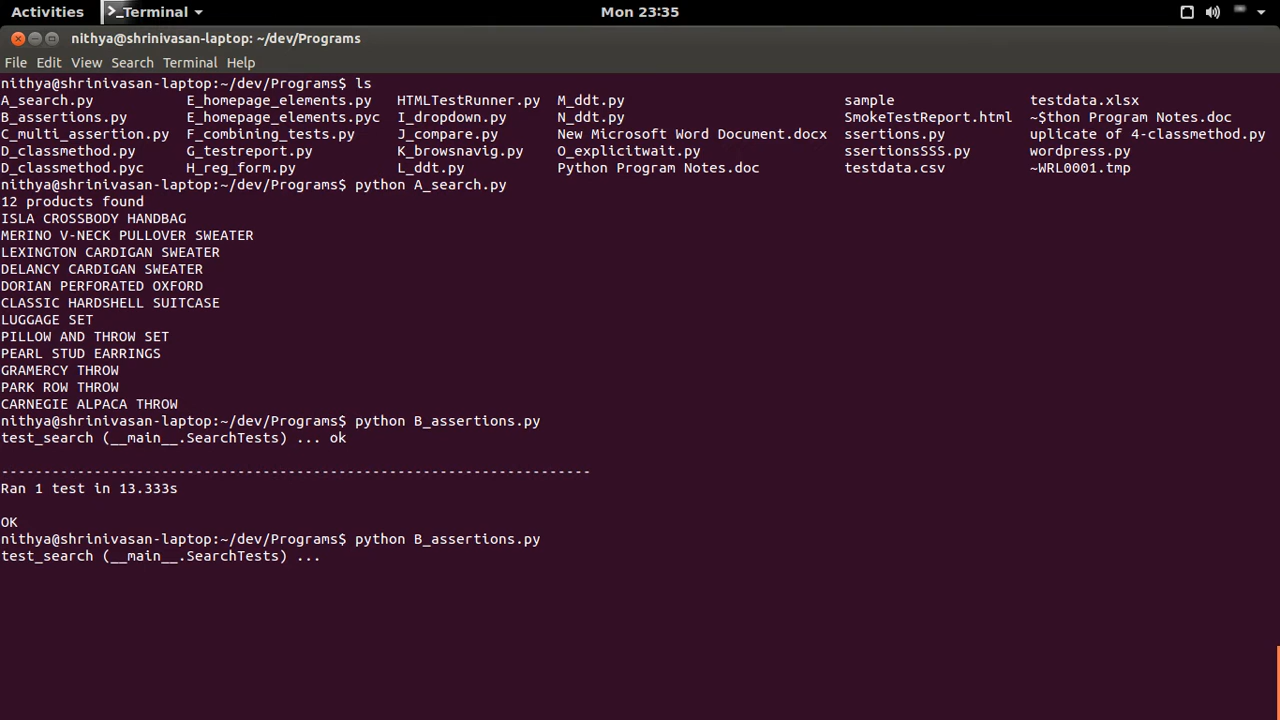 Activities Terminal Mon 23:35
nithya@shrinivasan-laptop: ~/dev/Programs
File Edit View Search Terminal Help
nithya@shrinivasan-laptop:~/dev/Programs$ ls
A_search.py E_homepage_elements.py HTMLTestRunner.py M_ddt.py sample testdata.xlsx
B_assertions.py E_homepage_elements.pyc I_dropdown.py N_ddt.py SmokeTestReport.html ~$thon Program Notes.doc
C_multi_assertion.py F_combining_tests.py J_compare.py New Microsoft Word Document.docx ssertions.py uplicate of 4-classmethod.py
D_classmethod.py G_testreport.py K_browsnavig.py O_explicitwait.py ssertionsSSS.py wordpress.py
D_classmethod.pyc H_reg_form.py L_ddt.py Python Program Notes.doc testdata.csv ~WRL0001.tmp
nithya@shrinivasan-laptop:~/dev/Programs$ python A_search.py
12 products found
ISLA CROSSBODY HANDBAG
MERINO V-NECK PULLOVER SWEATER
LEXINGTON CARDIGAN SWEATER
DELANCY CARDIGAN SWEATER
DORIAN PERFORATED OXFORD
CLASSIC HARDSHELL SUITCASE
LUGGAGE SET
PILLOW AND THROW SET
PEARL STUD EARRINGS
GRAMERCY THROW
PARK ROW THROW
CARNEGIE ALPACA THROW
nithya@shrinivasan-laptop:~/dev/Programs$ python B_assertions.py
test_search (__main__.SearchTests) ... ok
----------------------------------------------------------------------
Ran 1 test in 13.333s
OK
nithya@shrinivasan-laptop:~/dev/Programs$ python B_assertions.py
test_search (__main__.SearchTests) ...